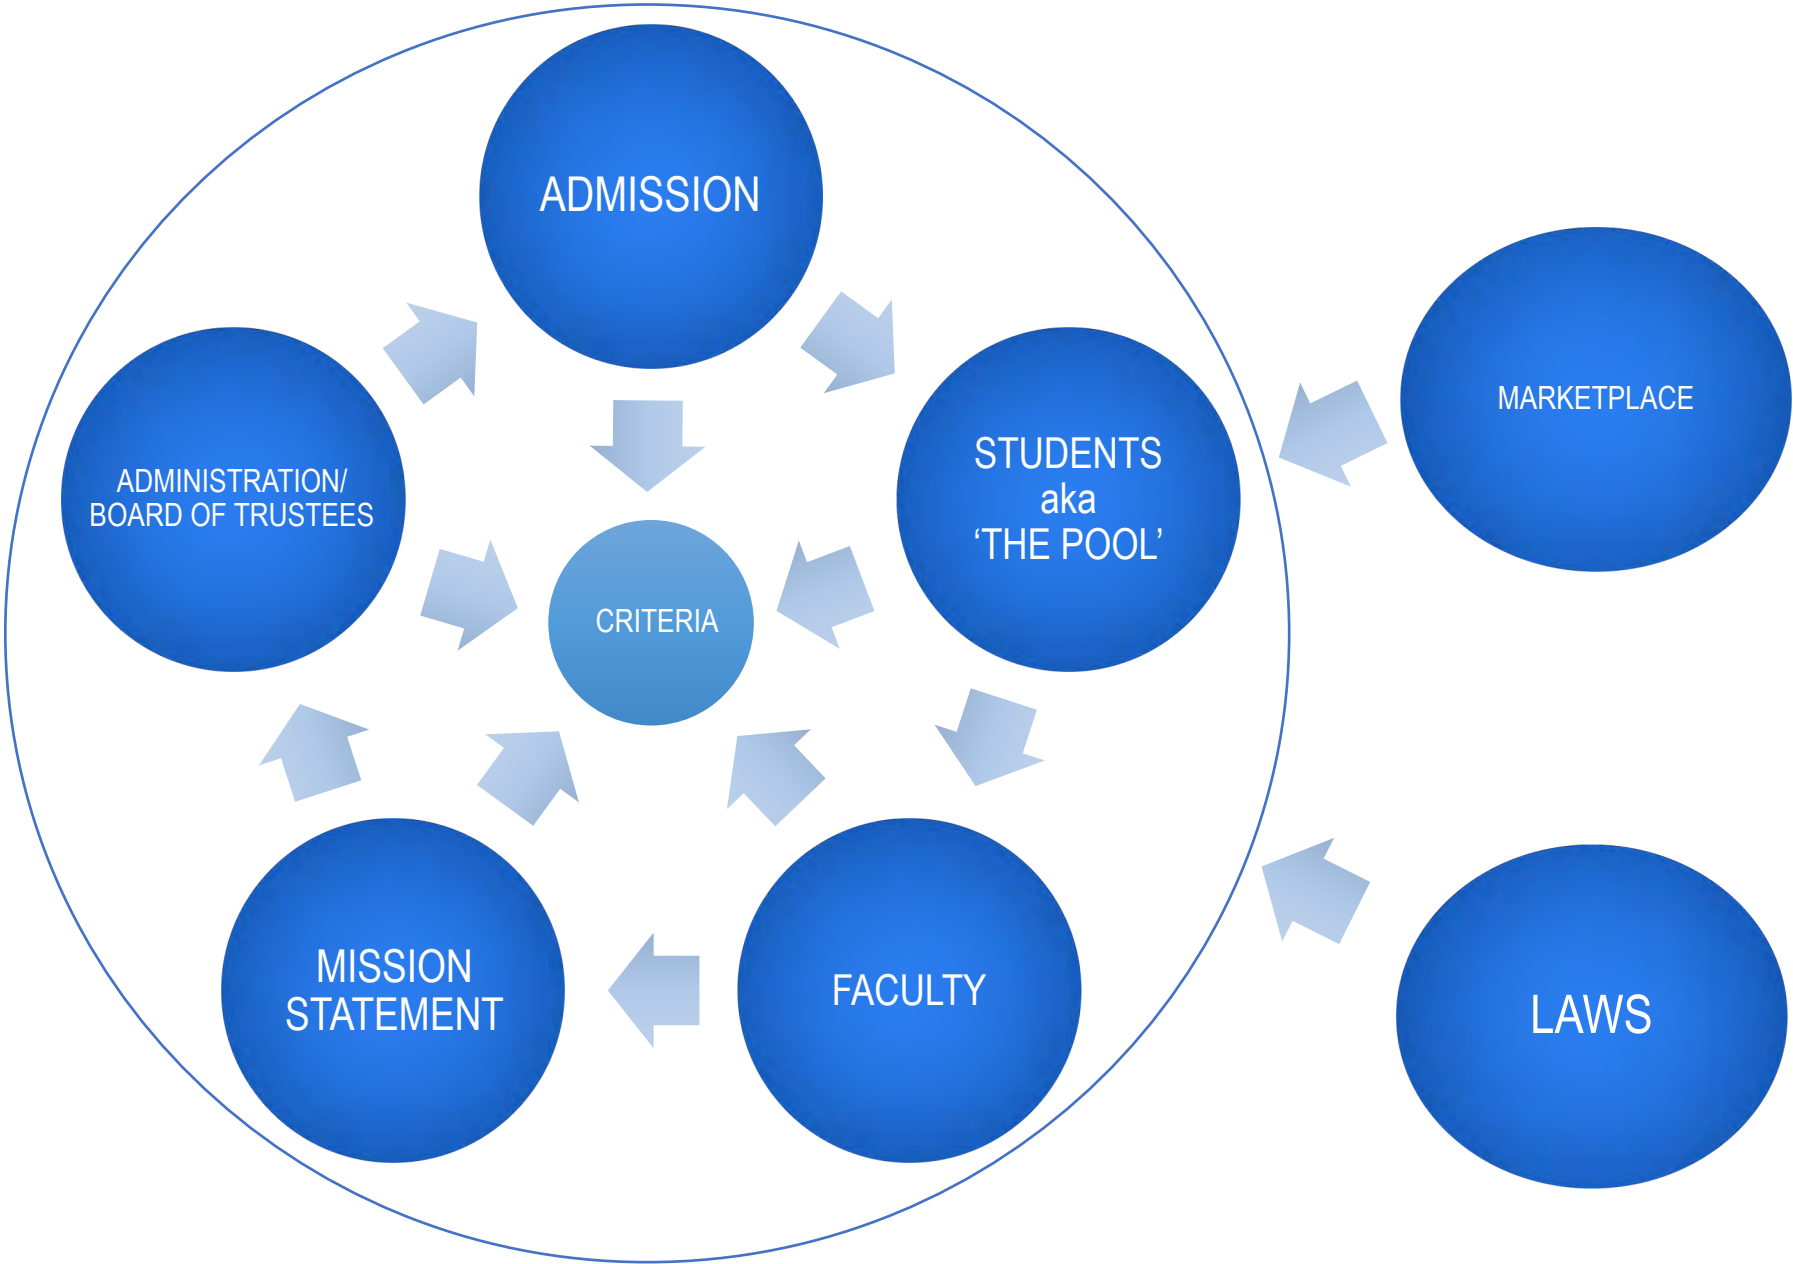 ADMISSION
STUDENTS
aka
‘THE POOL’
FACULTY
MISSION
STATEMENT
ADMINISTRATION/
BOARD OF TRUSTEES
CRITERIA
MARKETPLACE
LAWS